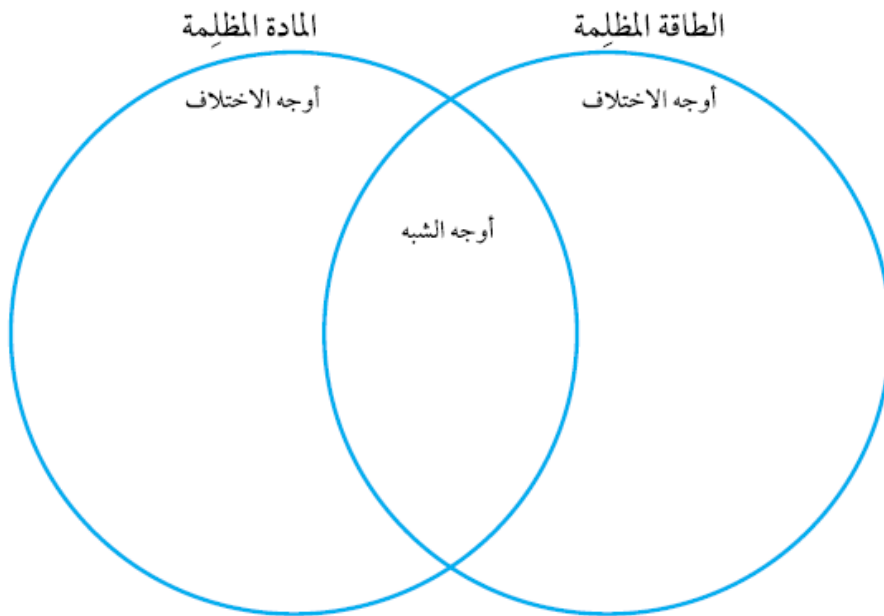 الطاقة المظلِمة
المادة المظلِمة
أوجه الاختلاف
أوجه الاختلاف
أوجه الشبه